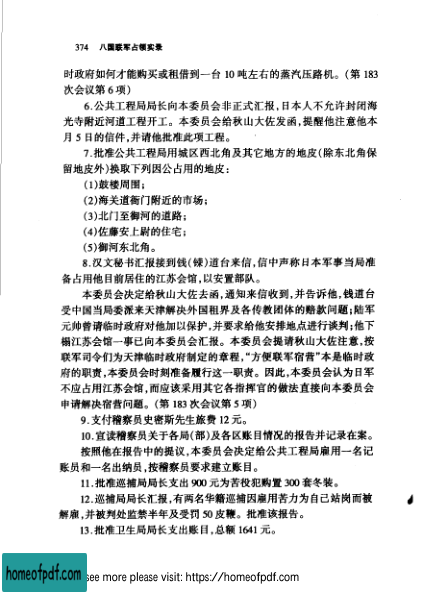 374 八国联军占领实录
时政府如何才能购买或租借到一台 10 吨左右的蒸汽压路机。(第 183
次会议第 6 项)
6.公共工程局局长向本委员会非正式汇报,日本人不允许封闭海
光寺附近河道工程开工。本委员会给秋山大佐发函,提醒他注意他本
月 5 日的信件,并请他批准此项工程。
7.批准公共工程局用城区西北角及其它地方的地皮(除东北角保
留地皮外)换取下列因公占用的地皮:
(1)鼓楼周围;
(2)海关道衙门附近的市场;
(3)北门至御河的道路;
(4)佐藤安上尉的住宅;
(5)御河东北角。
8.汉文秘书汇报接到钱(铼)道台来信,信中声称日本军事当局准
备占用他目前居住的江苏会馆,以安置部队。
本委员会决定给秋山大佐去函,通知来信收到,并告诉他,钱道台
受中国当局委派来天津解决外国租界及各传教团体的赔款问题;陆军
元帅曾请临时政府对他加以保护,并要求给他安排地点进行谈判;他下
榻江苏会馆一事已向本委员会汇报。本委员会提请秋山大佐注意,按
联军司令们为天津临时政府制定的章程,“方便联军宿营”本是临时政
府的职责,本委员会时刻准备履行这一职责。因此,本委员会认为日军
不应占用江苏会馆,而应该采用其它各指挥官的做法直接向本委员会
申请解决宿营问题。(第 183 次会议第 5 项)
9.支付稽察员史密斯先生旅费 12 元。
10.宣读稽察员关于各局(部)及各区账目情况的报告并记录在案。
按照他在报告中的提议,本委员会决定给公共工程局雇用一名记
账员和一名出纳员,按稽察员要求建立账目。
11.批准巡捕局局长支出 900 元为苦役犯购置 300 套冬装。
12.巡捕局局长汇报,有两名华籍巡捕因雇用苦力为自己站岗而被
解雇,并被判处监禁半年及受罚 50 皮鞭。批准该报告。
13.批准卫生局局长支出账目,总额 1641 元。
homeofpdf.com
see more please visit: https://homeofpdf.com